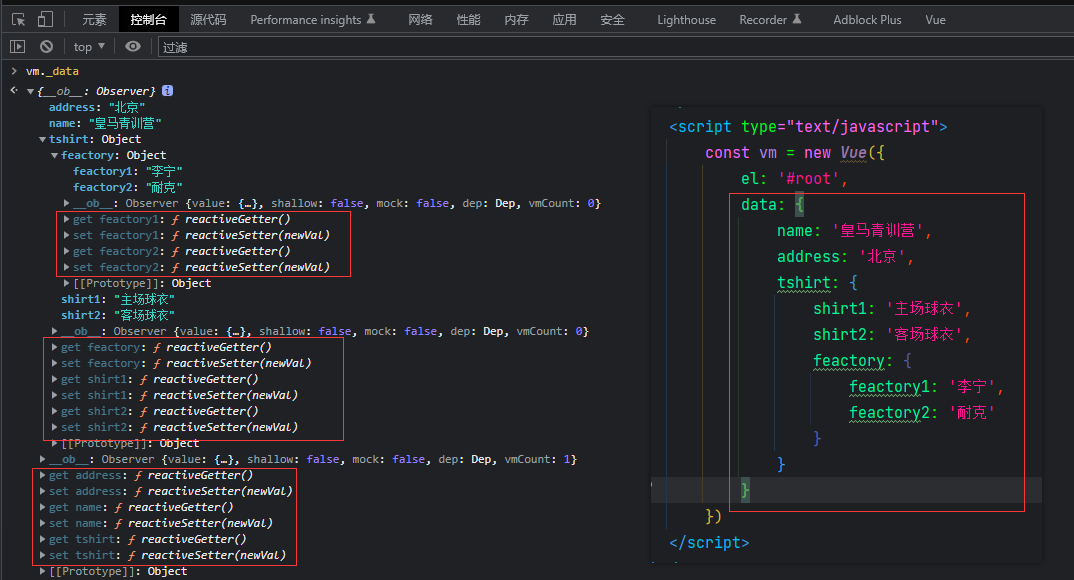 元素 控制台 源代码 Performance insights 网络 性能 内存 应用 安全 Lighthouse Recorder Adblock Plus Vue
top 过滤
vm._data
{__ob__: Observer}
address: "北京"
name: "皇马青训营"
tshirt: Object
feactory: Object
feactory1: "李宁"
feactory2: "耐克"
__ob__: Observer {value: {…}, shallow: false, mock: false, dep: Dep, vmCount: 0}
get feactory1: ƒ reactiveGetter()
set feactory1: ƒ reactiveSetter(newVal)
get feactory2: ƒ reactiveGetter()
set feactory2: ƒ reactiveSetter(newVal)
[[Prototype]]: Object
shirt1: "主场球衣"
shirt2: "客场球衣"
__ob__: Observer {value: {…}, shallow: false, mock: false, dep: Dep, vmCount: 0}
get feactory: ƒ reactiveGetter()
set feactory: ƒ reactiveSetter(newVal)
get shirt1: ƒ reactiveGetter()
set shirt1: ƒ reactiveSetter(newVal)
get shirt2: ƒ reactiveGetter()
set shirt2: ƒ reactiveSetter(newVal)
[[Prototype]]: Object
__ob__: Observer {value: {…}, shallow: false, mock: false, dep: Dep, vmCount: 1}
get address: ƒ reactiveGetter()
set address: ƒ reactiveSetter(newVal)
get name: ƒ reactiveGetter()
set name: ƒ reactiveSetter(newVal)
get tshirt: ƒ reactiveGetter()
set tshirt: ƒ reactiveSetter(newVal)
[[Prototype]]: Object
<script type="text/javascript">
const vm = new Vue({
el: '#root',
data: {
name: '皇马青训营',
address: '北京',
tshirt: {
shirt1: '主场球衣',
shirt2: '客场球衣',
feactory: {
feactory1: '李宁',
feactory2: '耐克'
}
}
}
})
</script>